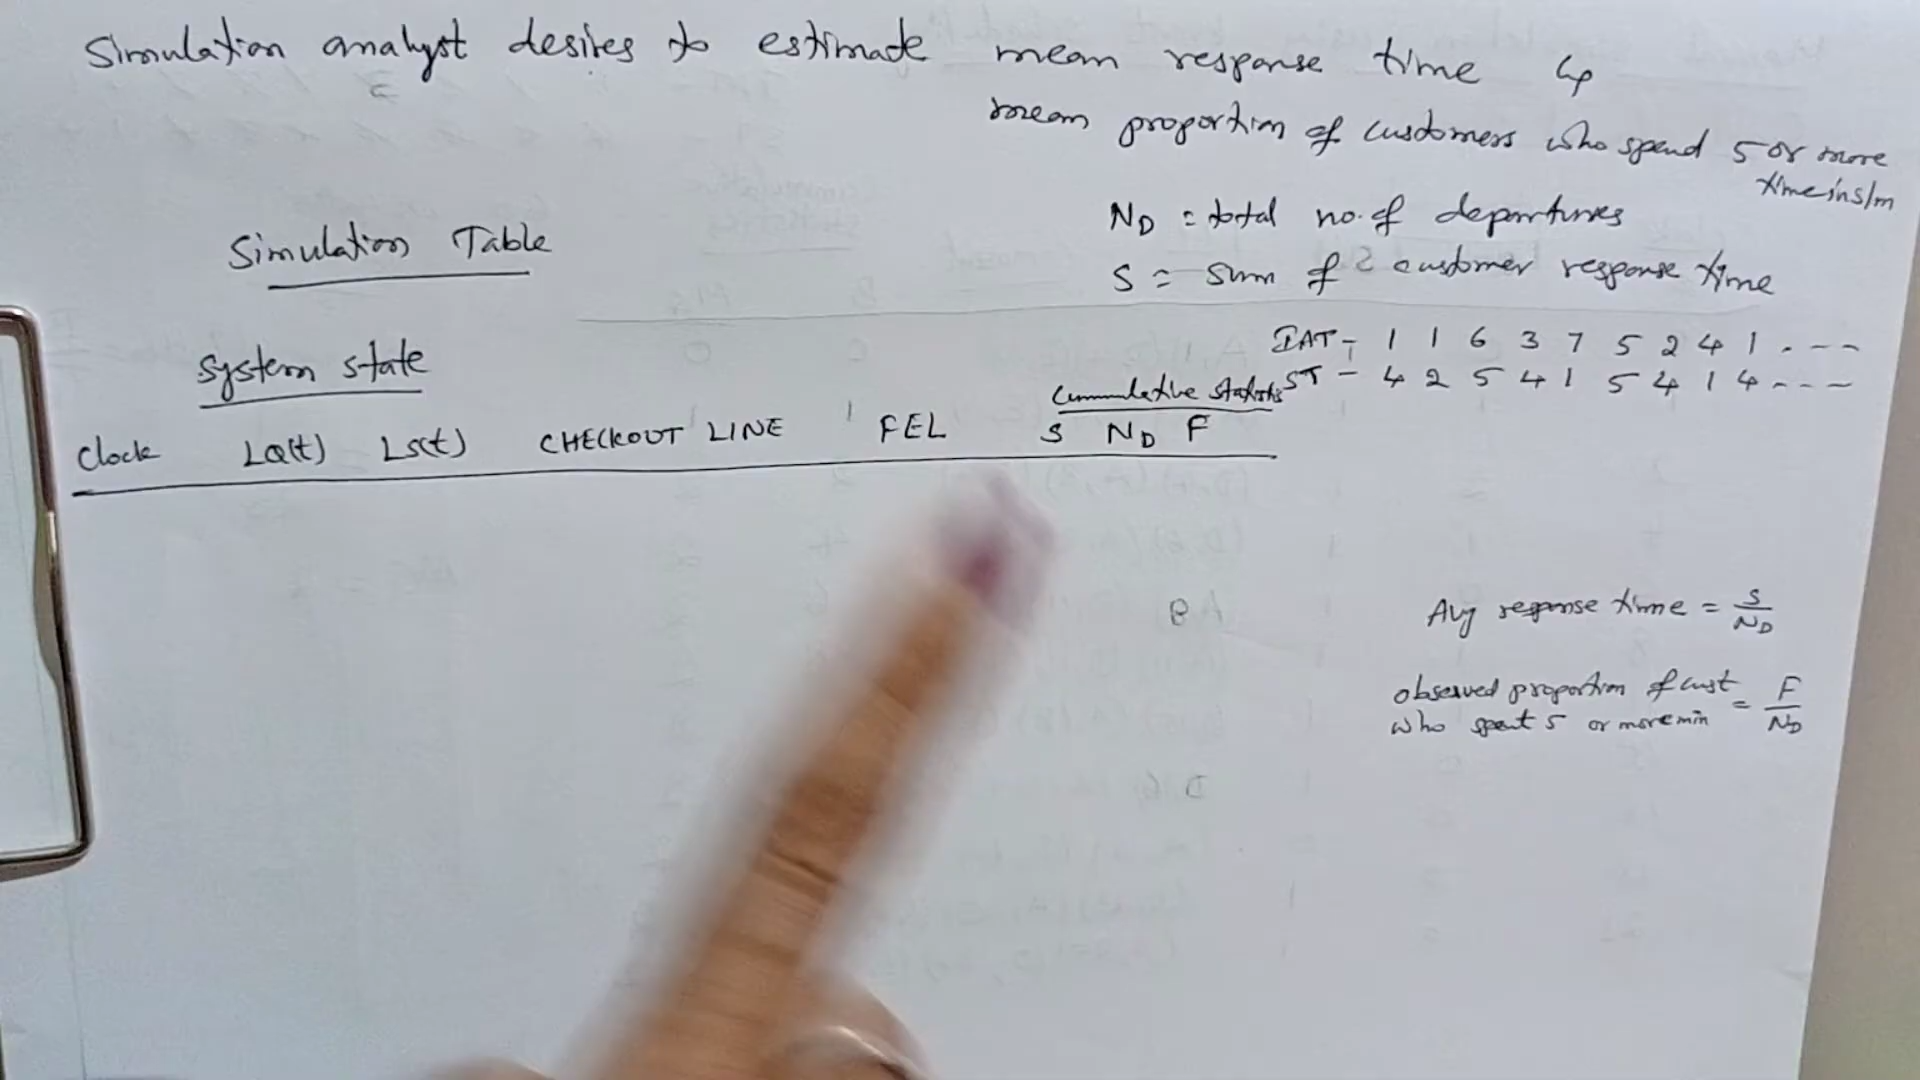 Simulation analyst desires to estimate mean response time &
mean proportion of customers who spend 5 or more
time in s/m
ND = total no. of departures
S = sum of customer response time
Simulation Table
IAT - 1 1 6 3 7 5 2 4 1 . - -
ST - 4 2 5 4 1 5 4 1 4 - - -
System state
Cummulative Statistics
Clock LQ(t) LS(t) CHECKOUT LINE FEL S ND F
Avg response time = S/ND
observed proportion of cust who spent 5 or more min = F/ND